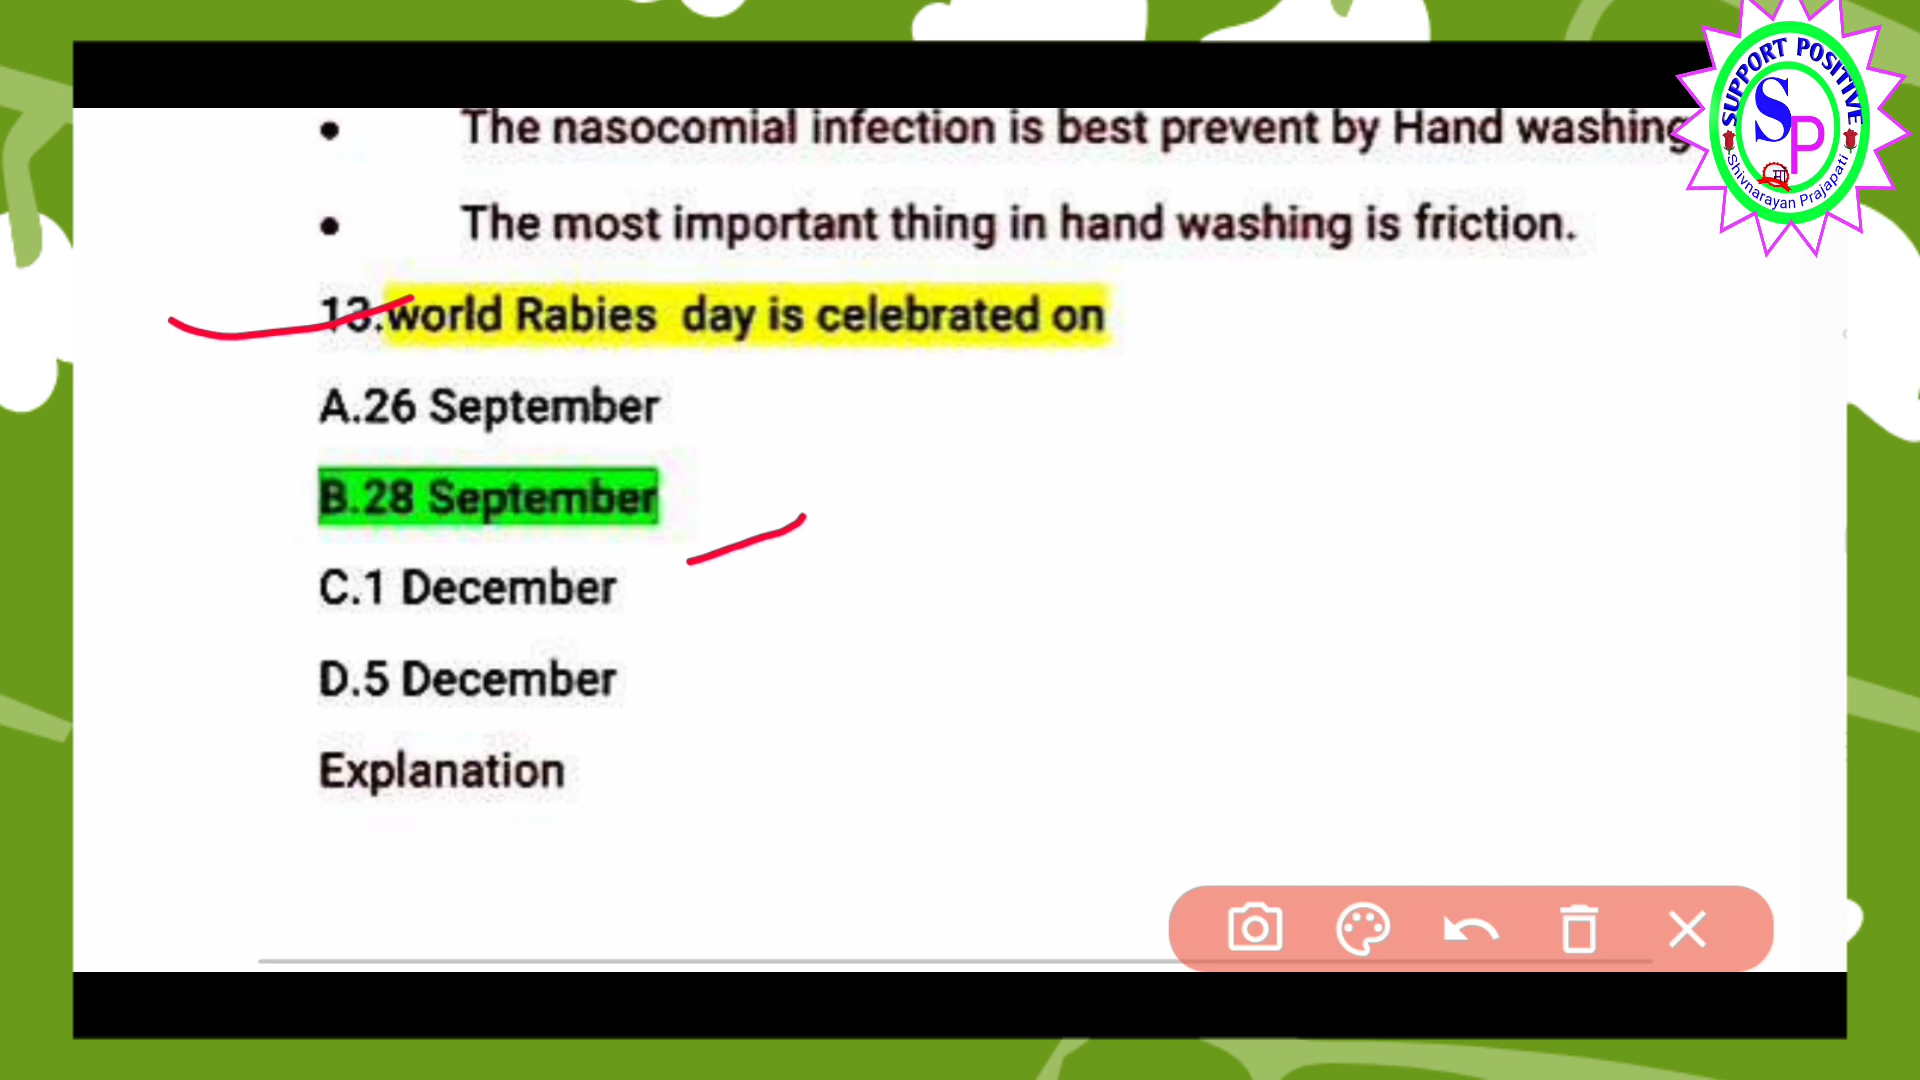 The nasocomial infection is best prevent by Hand washing
The most important thing in hand washing is friction.
13.world Rabies day is celebrated on
A.26 September
B.28 September
C.1 December
D.5 December
Explanation
SUPPORT POSITIVE
SP
मी
Shivnarayan Prajapati